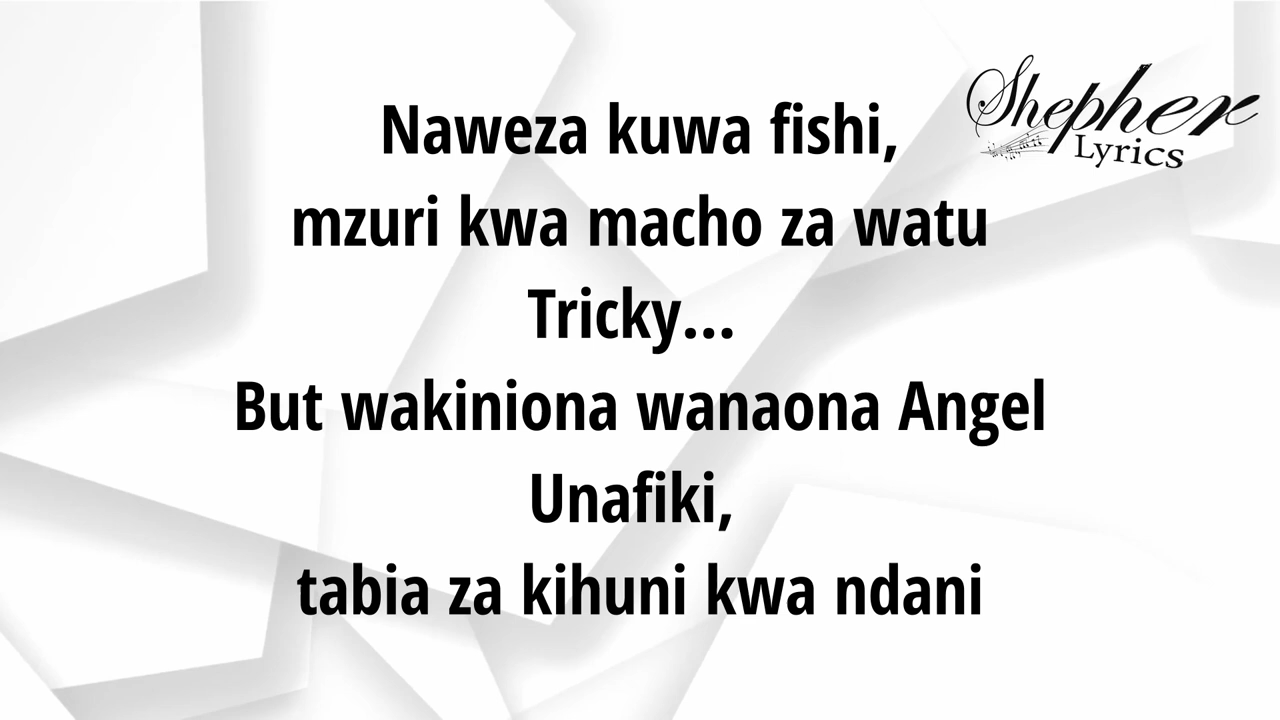 Shepher
Lyrics
Naweza kuwa fishi,
mzuri kwa macho za watu
Tricky...
But wakiniona wanaona Angel
Unafiki,
tabia za kihuni kwa ndani